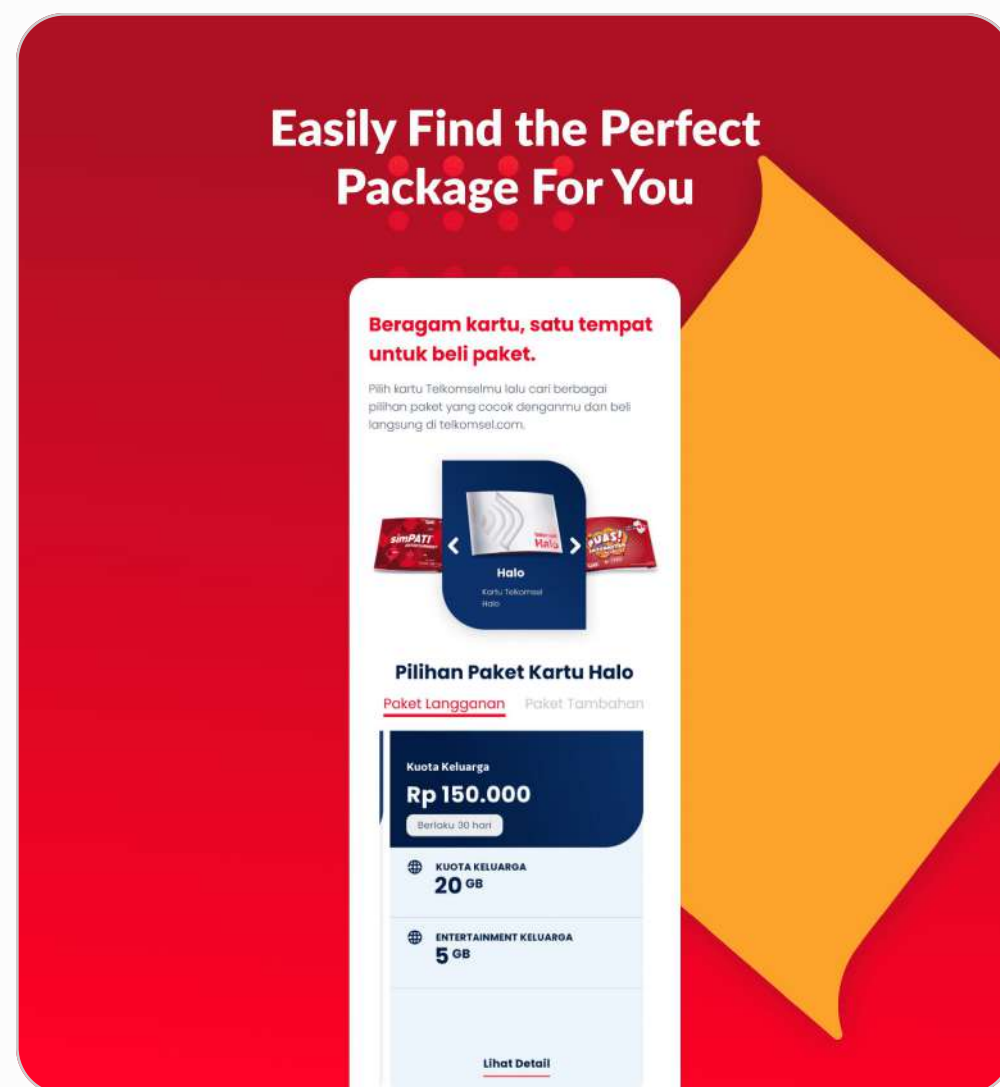 Easily Find the Perfect
Package For You
Beragam kartu, satu tempat
untuk beli paket.
Pilih kartu Telkomselmu lalu cari berbagai
pilihan paket yang cocok denganmu dan beli
langsung di telkomsel.com.
simPATI
Halo
PUAS!
Halo
Kartu Telkomsel
Halo
Pilihan Paket Kartu Halo
Paket Langganan Paket Tambahan
Kuota Keluarga
Rp 150.000
Berlaku 30 hari
KUOTA KELUARGA
20 GB
ENTERTAINMENT KELUARGA
5 GB
Lihat Detail